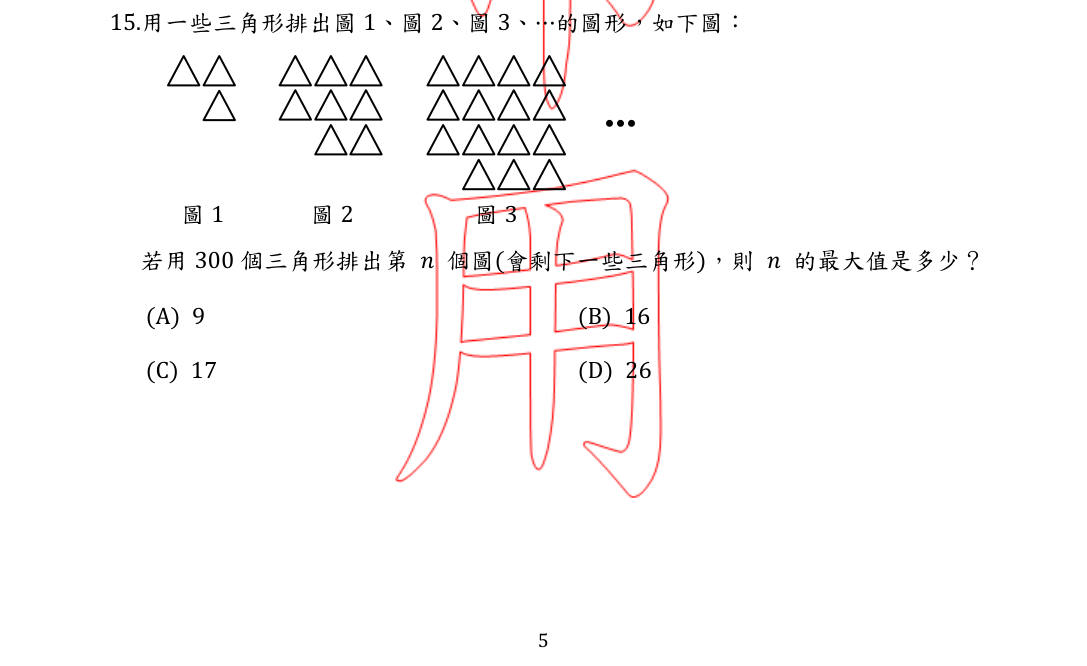 15.用一些三角形排出圖 1、圖 2、圖 3、…的圖形，如下圖：
…
圖 1 圖 2 圖 3
若用 300 個三角形排出第 n 個圖(會剩下一些三角形)，則 n 的最大值是多少？
(A) 9 (B) 16
(C) 17 (D) 26
用
5